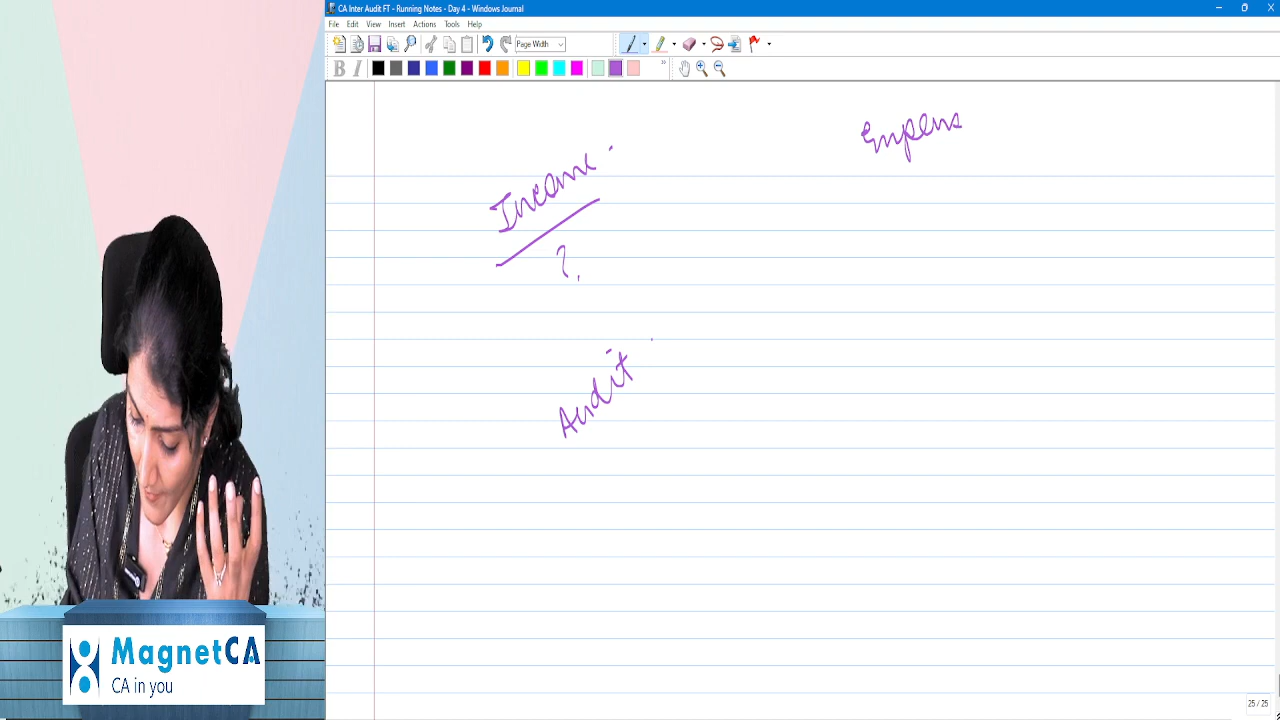 CA Inter Audit FT - Running Notes - Day 4 - Windows Journal
File Edit View Insert Actions Tools Help
Page Width
B I
Expens
Income
?
Audit
25 / 25
MagnetCA
CA in you